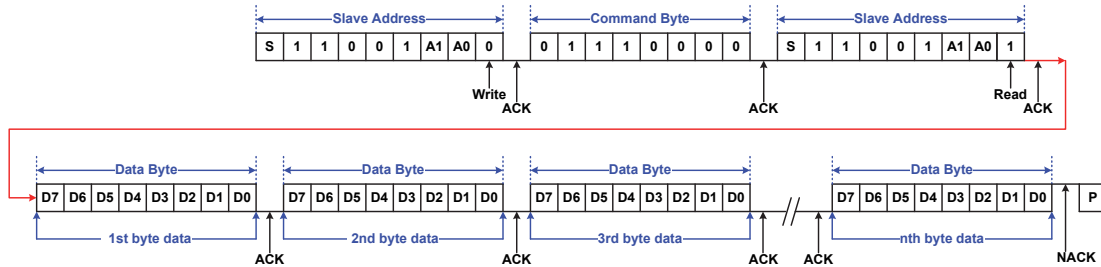 Slave Address Command Byte Slave Address
S 1 1 0 0 1 A1 A0 0 0 1 1 1 0 0 0 0 S 1 1 0 0 1 A1 A0 1
Write Read
ACK ACK ACK
Data Byte Data Byte Data Byte Data Byte
D7 D6 D5 D4 D3 D2 D1 D0 D7 D6 D5 D4 D3 D2 D1 D0 D7 D6 D5 D4 D3 D2 D1 D0 // D7 D6 D5 D4 D3 D2 D1 D0 P
1st byte data 2nd byte data 3rd byte data nth byte data
ACK ACK ACK ACK NACK